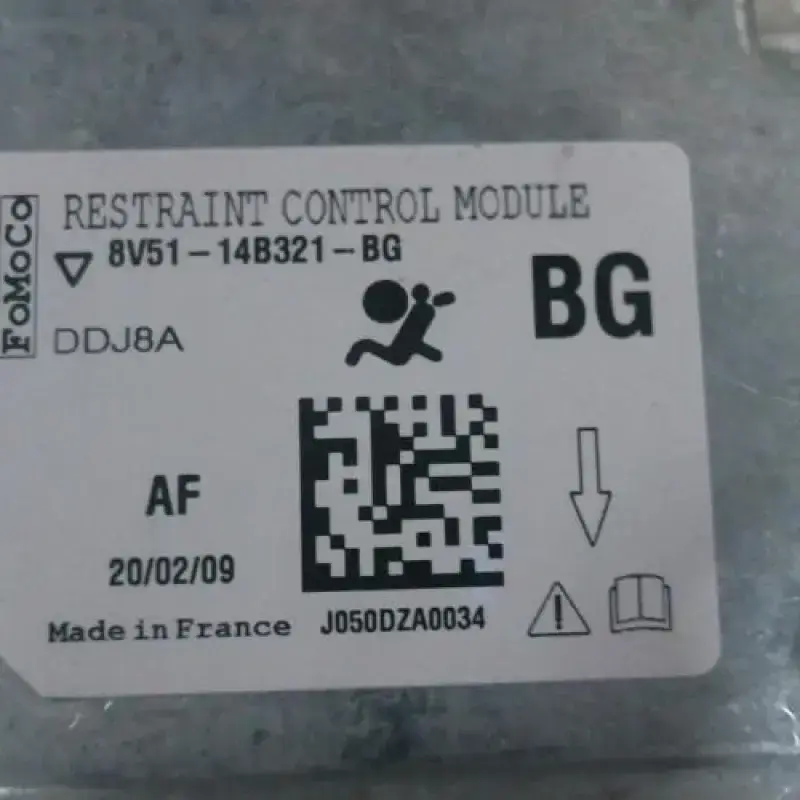 FoMoCo
RESTRAINT CONTROL MODULE
8V51-14B321-BG
BG
DDJ8A
AF
20/02/09
Made in France
J050DZA0034